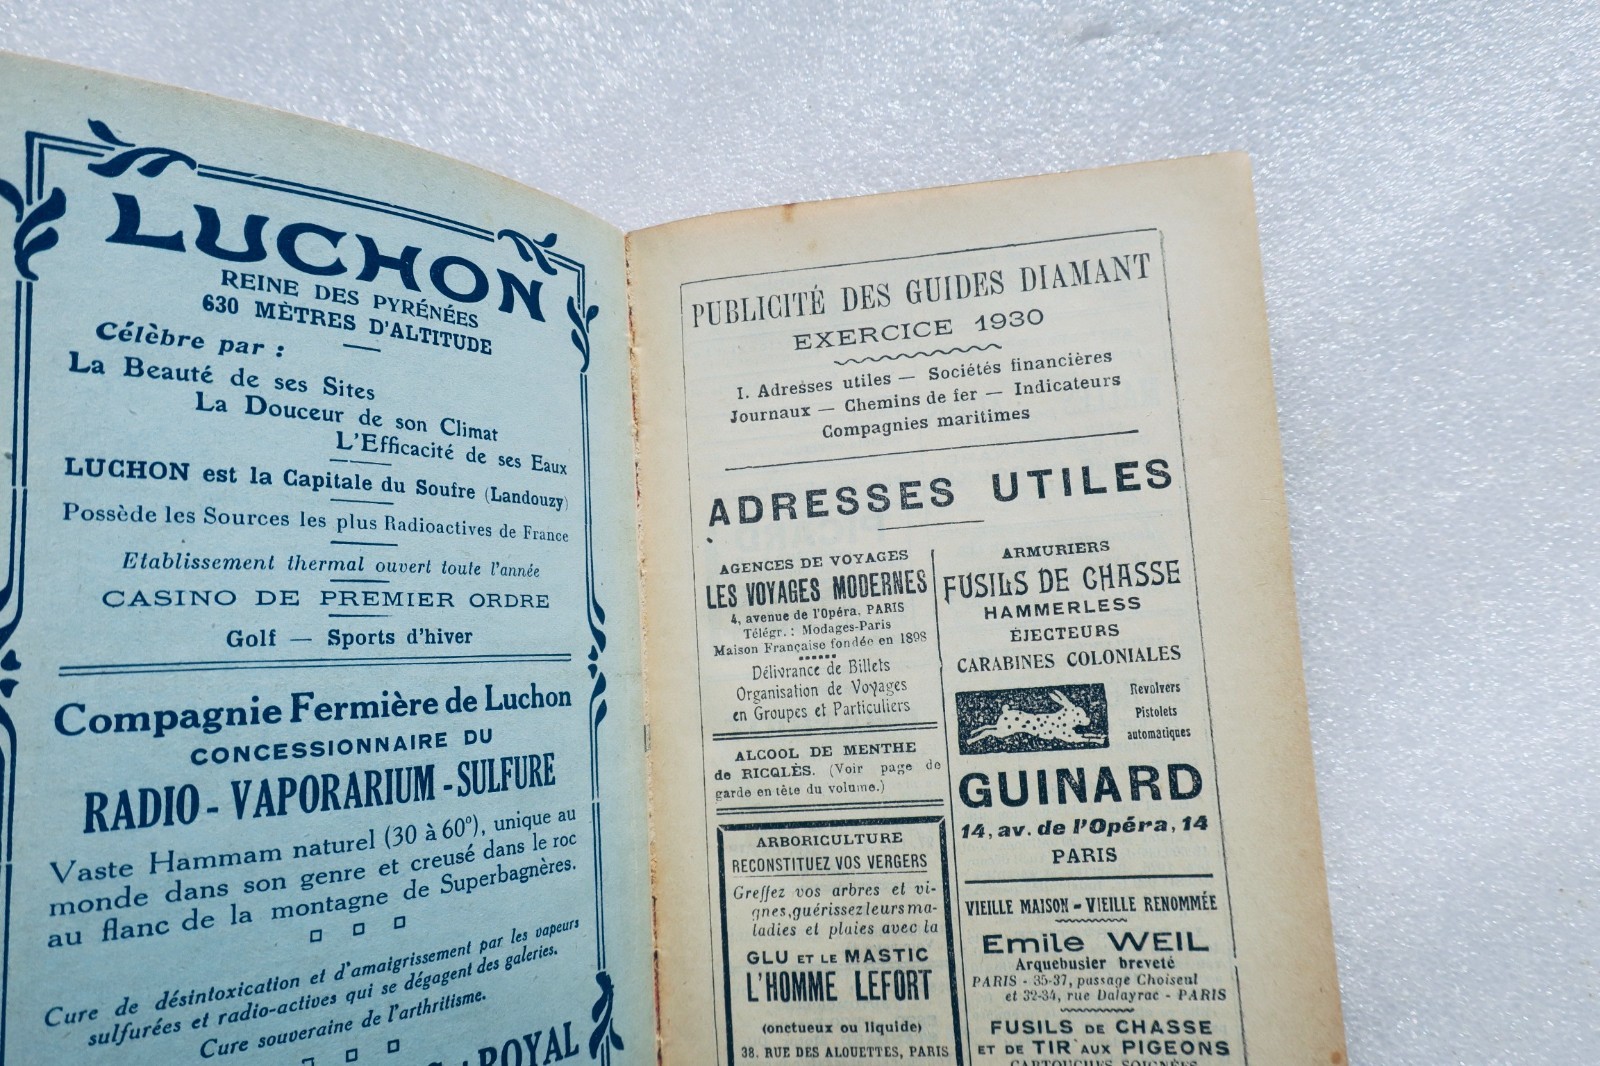 LUCHON
REINE DES PYRÉNÉES
630 MÈTRES D'ALTITUDE
Célèbre par :
La Beauté de ses Sites
La Douceur de son Climat
L'Efficacité de ses Eaux
LUCHON est la Capitale du Soufre (Landouzy)
Possède les Sources les plus Radioactives de France
Etablissement thermal ouvert toute l'année
CASINO DE PREMIER ORDRE
Golf — Sports d'hiver
Compagnie Fermière de Luchon
CONCESSIONNAIRE DU
RADIO - VAPORARIUM - SULFURE
Vaste Hammam naturel (30 à 60º), unique au
monde dans son genre et creusé dans le roc
au flanc de la montagne de Superbagnères.
Cure de désintoxication et d'amaigrissement par les vapeurs
sulfurées et radio-actives qui se dégagent des galeries.
Cure souveraine de l'arthritisme.
ROYAL
PUBLICITÉ DES GUIDES DIAMANT
EXERCICE 1930
I. Adresses utiles — Sociétés financières
Journaux — Chemins de fer — Indicateurs
Compagnies maritimes
ADRESSES UTILES
AGENCES DE VOYAGES
LES VOYAGES MODERNES
4, avenue de l'Opéra, PARIS
Télégr. : Modages-Paris
Maison Française fondée en 1898
Délivrance de Billets
Organisation de Voyages
en Groupes et Particuliers
ALCOOL DE MENTHE
de RICQLÈS. (Voir page de
garde en tête du volume.)
ARBORICULTURE
RECONSTITUEZ VOS VERGERS
Greffez vos arbres et vi-
gnes, guérissez leurs ma-
ladies et plaies avec la
GLU ET LE MASTIC
L'HOMME LEFORT
(onctueux ou liquide)
38, RUE DES ALOUETTES, PARIS
ARMURIERS
FUSILS DE CHASSE
HAMMERLESS
ÉJECTEURS
CARABINES COLONIALES
Revolvers
Pistolets
automatiques
GUINARD
14, av. de l'Opéra, 14
PARIS
VIEILLE MAISON - VIEILLE RENOMMÉE
Emile WEIL
Arquebusier breveté
PARIS - 35-37, passage Choiseul
et 32-34, rue Dalayrac - PARIS
FUSILS DE CHASSE
ET DE TIR AUX PIGEONS
CARTOUCHES SOIGNÉES